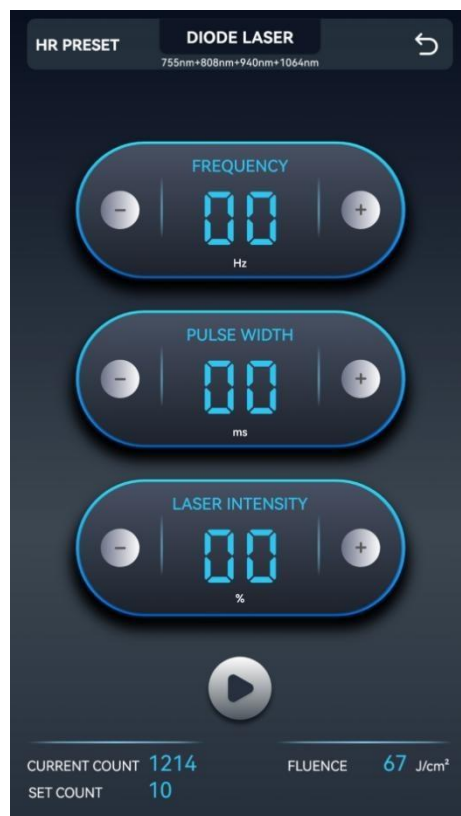 HR PRESET
DIODE LASER
755nm+808nm+940nm+1064nm
FREQUENCY
- 00 +
Hz
PULSE WIDTH
- 00 +
ms
LASER INTENSITY
- 00 +
%
CURRENT COUNT 1214
FLUENCE 67 J/cm²
SET COUNT 10